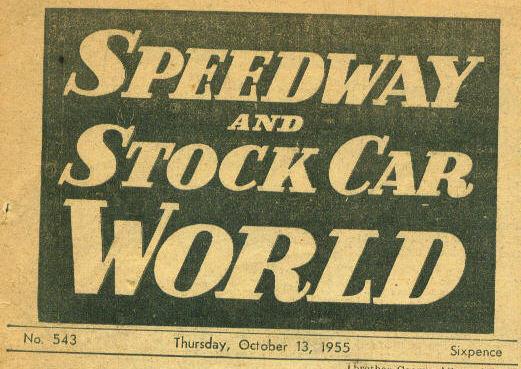 SPEEDWAY
AND
STOCK CAR
WORLD
No. 543 Thursday, October 13, 1955 Sixpence